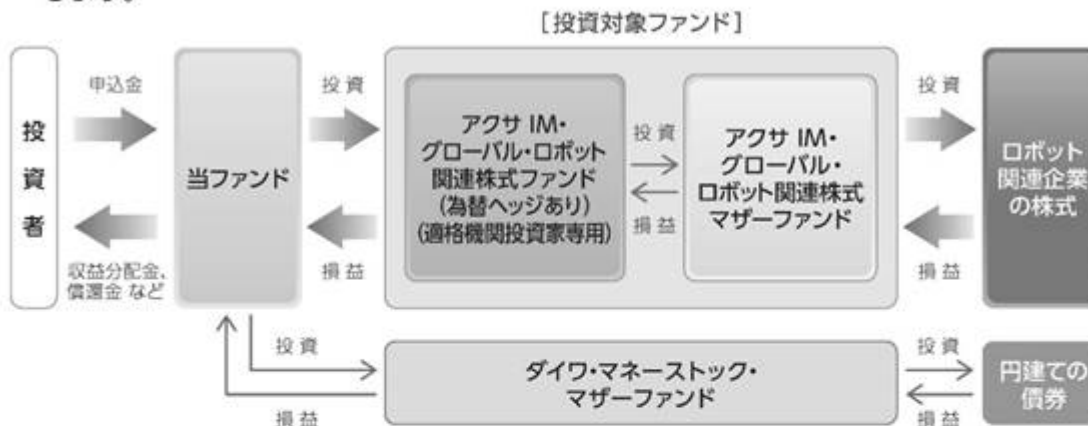 [投資対象ファンド]
投資者
申込金
収益分配金、
償還金 など
当ファンド
投資
損益
アクサ IM・
グローバル・ロボット
関連株式ファンド
(為替ヘッジあり)
(適格機関投資家専用)
投資
損益
アクサ IM・
グローバル・
ロボット関連株式
マザーファンド
投資
損益
ロボット
関連企業
の株式
投資
損益
ダイワ・マネーストック・
マザーファンド
投資
損益
円建ての
債券